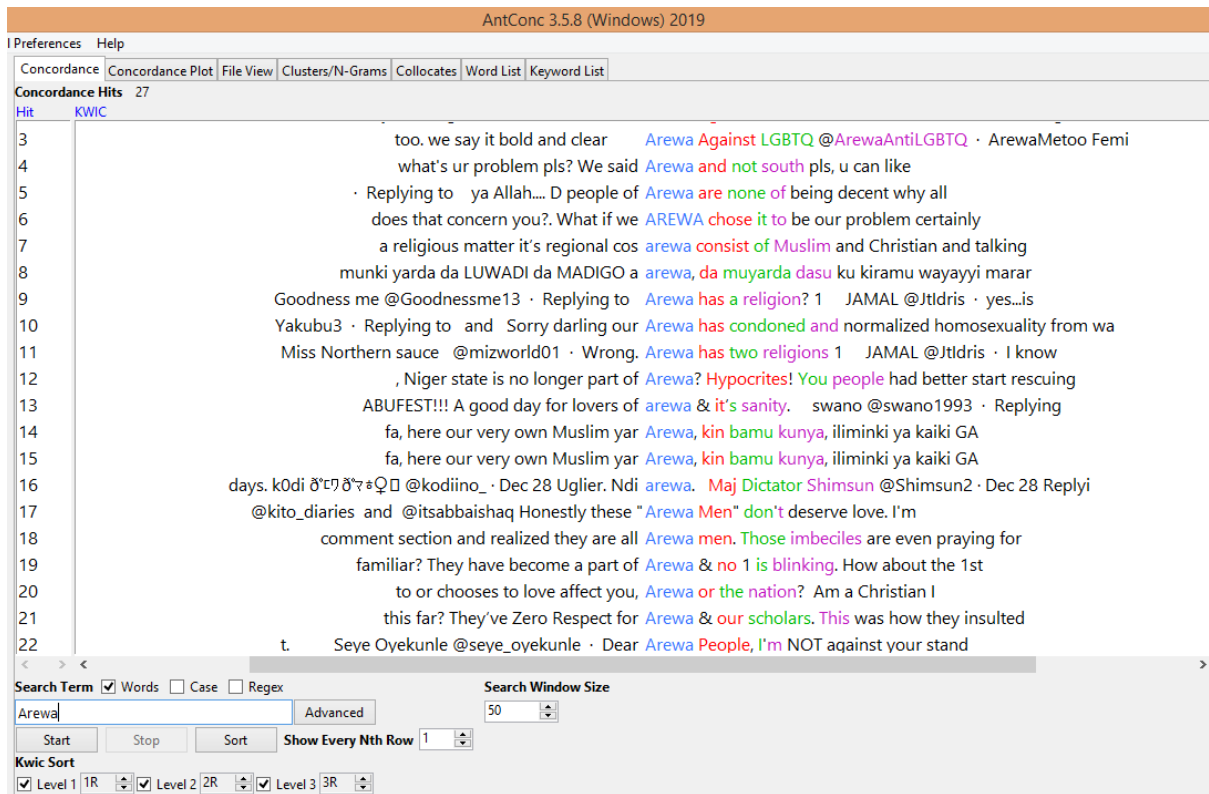 AntConc 3.5.8 (Windows) 2019
l Preferences Help
Concordance Concordance Plot File View Clusters/N-Grams Collocates Word List Keyword List
Concordance Hits 27
Hit KWIC
3 too. we say it bold and clear Arewa Against LGBTQ @ArewaAntiLGBTQ · ArewaMetoo Femi
4 what's ur problem pls? We said Arewa and not south pls, u can like
5 · Replying to ya Allah.... D people of Arewa are none of being decent why all
6 does that concern you?. What if we AREWA chose it to be our problem certainly
7 a religious matter it’s regional cos arewa consist of Muslim and Christian and talking
8 munki yarda da LUWADI da MADIGO a arewa, da muyarda dasu ku kiramu wayayyi marar
9 Goodness me @Goodnessme13 · Replying to Arewa has a religion? 1 JAMAL @JtIdris · yes...is
10 Yakubu3 · Replying to and Sorry darling our Arewa has condoned and normalized homosexuality from wa
11 Miss Northern sauce @mizworld01 · Wrong. Arewa has two religions 1 JAMAL @JtIdris · I know
12 , Niger state is no longer part of Arewa? Hypocrites! You people had better start rescuing
13 ABUFEST!!! A good day for lovers of arewa & it’s sanity. swano @swano1993 · Replying
14 fa, here our very own Muslim yar Arewa, kin bamu kunya, iliminki ya kaiki GA
15 fa, here our very own Muslim yar Arewa, kin bamu kunya, iliminki ya kaiki GA
16 days. k0di @kodiino_ · Dec 28 Uglier. Ndi arewa. Maj Dictator Shimsun @Shimsun2 · Dec 28 Replyi
17 @kito_diaries and @itsabbaishaq Honestly these "Arewa Men" don't deserve love. I'm
18 comment section and realized they are all Arewa men. Those imbeciles are even praying for
19 familiar? They have become a part of Arewa & no 1 is blinking. How about the 1st
20 to or chooses to love affect you, Arewa or the nation? Am a Christian I
21 this far? They’ve Zero Respect for Arewa & our scholars. This was how they insulted
22 t. Seye Oyekunle @seye_oyekunle · Dear Arewa People, I'm NOT against your stand
Search Term Words Case Regex Search Window Size
Arewa Advanced 50
Start Stop Sort Show Every Nth Row 1
Kwic Sort
Level 1 1R Level 2 2R Level 3 3R